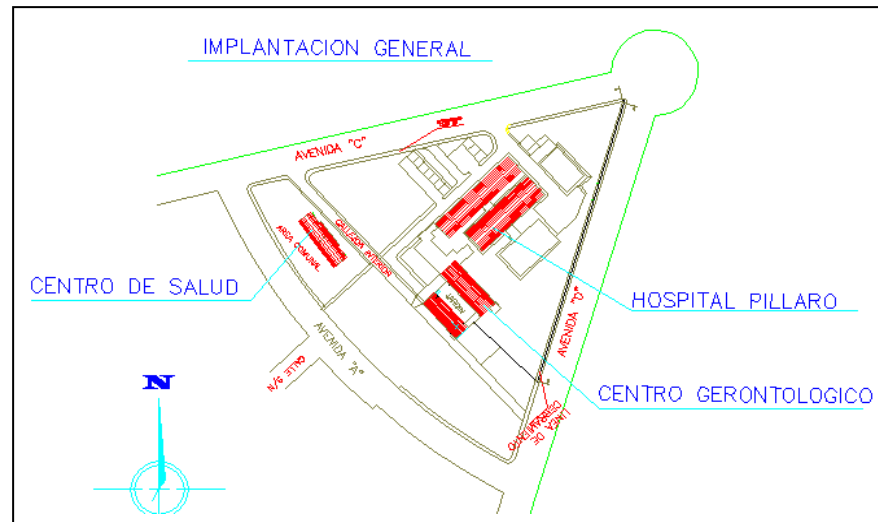 IMPLANTACION GENERAL
AVENIDA "C"
CALLEJON INTERIOR
AREA COMUNAL
CENTRO DE SALUD
JARDIN
HOSPITAL PILLARO
AVENIDA "D"
AVENIDA "A"
CALLE S/N
CENTRO GERONTOLOGICO
LINEA DE
CERRAMIENTO
N